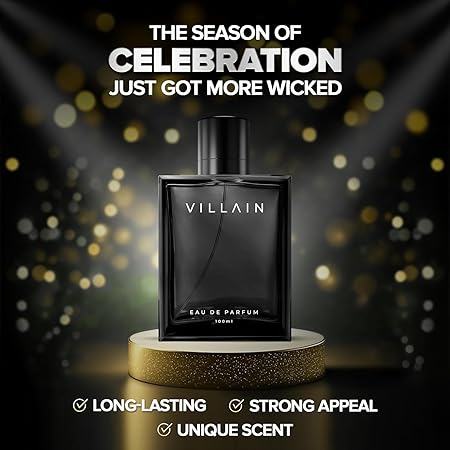 THE SEASON OF
CELEBRATION
JUST GOT MORE WICKED
VILLAIN
EAU DE PARFUM
100ml
LONG-LASTING
STRONG APPEAL
UNIQUE SCENT